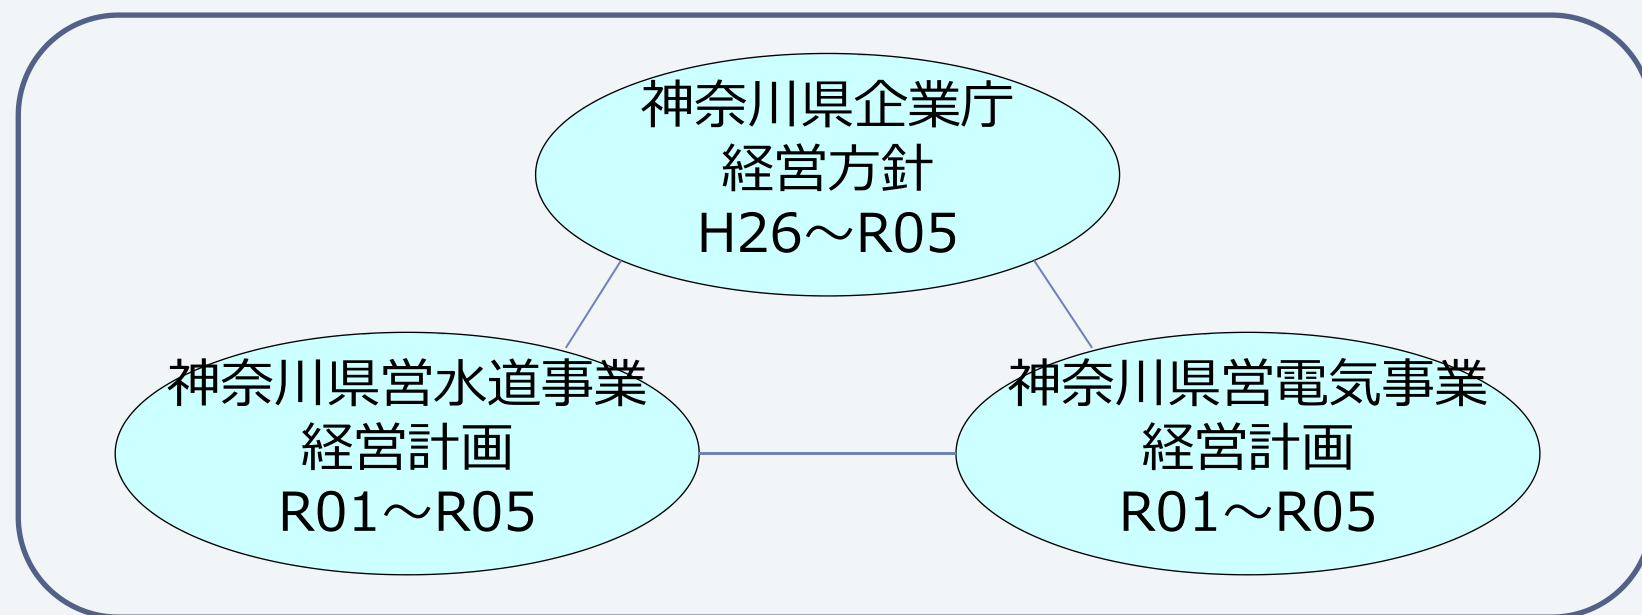 神奈川県企業庁
経営方針
H26～R05
神奈川県営水道事業
経営計画
R01～R05
神奈川県営電気事業
経営計画
R01～R05